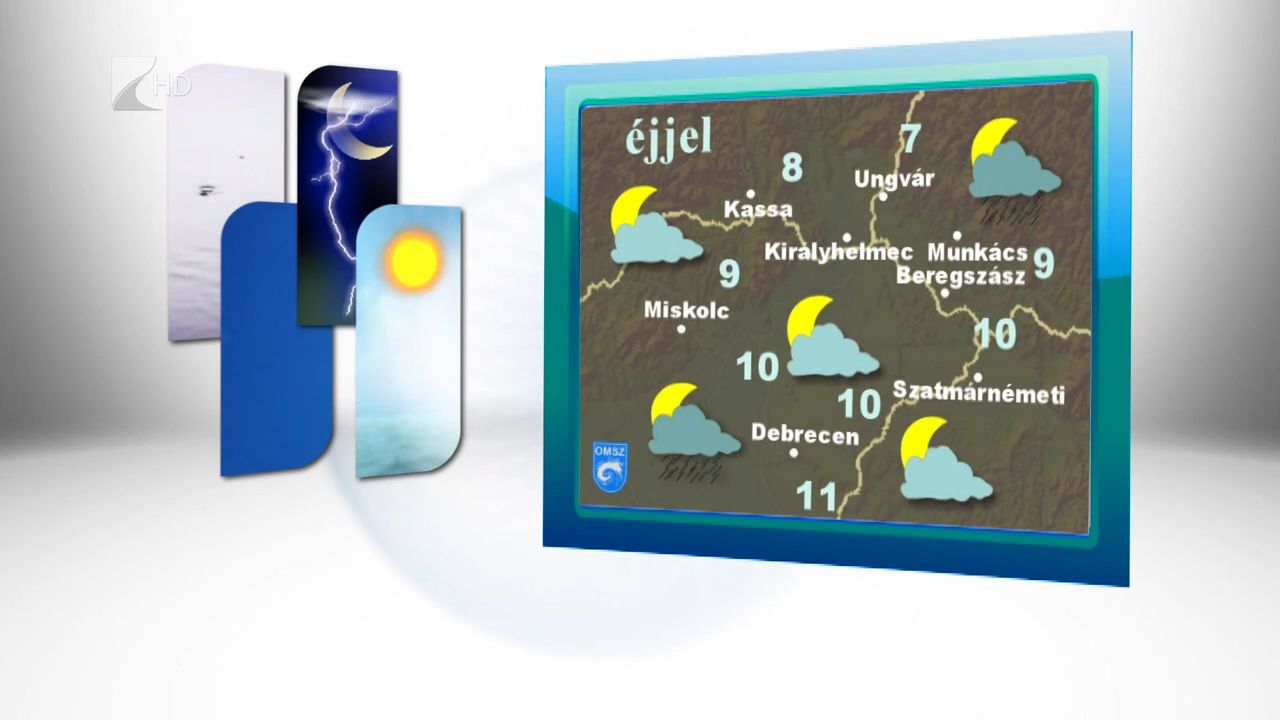 HD
éjjel
7
8
Ungvár
Kassa
Királyhelmec
Munkács
9
9
Beregszász
Miskolc
10
10
10
Szatmárnémeti
Debrecen
OMSZ
11